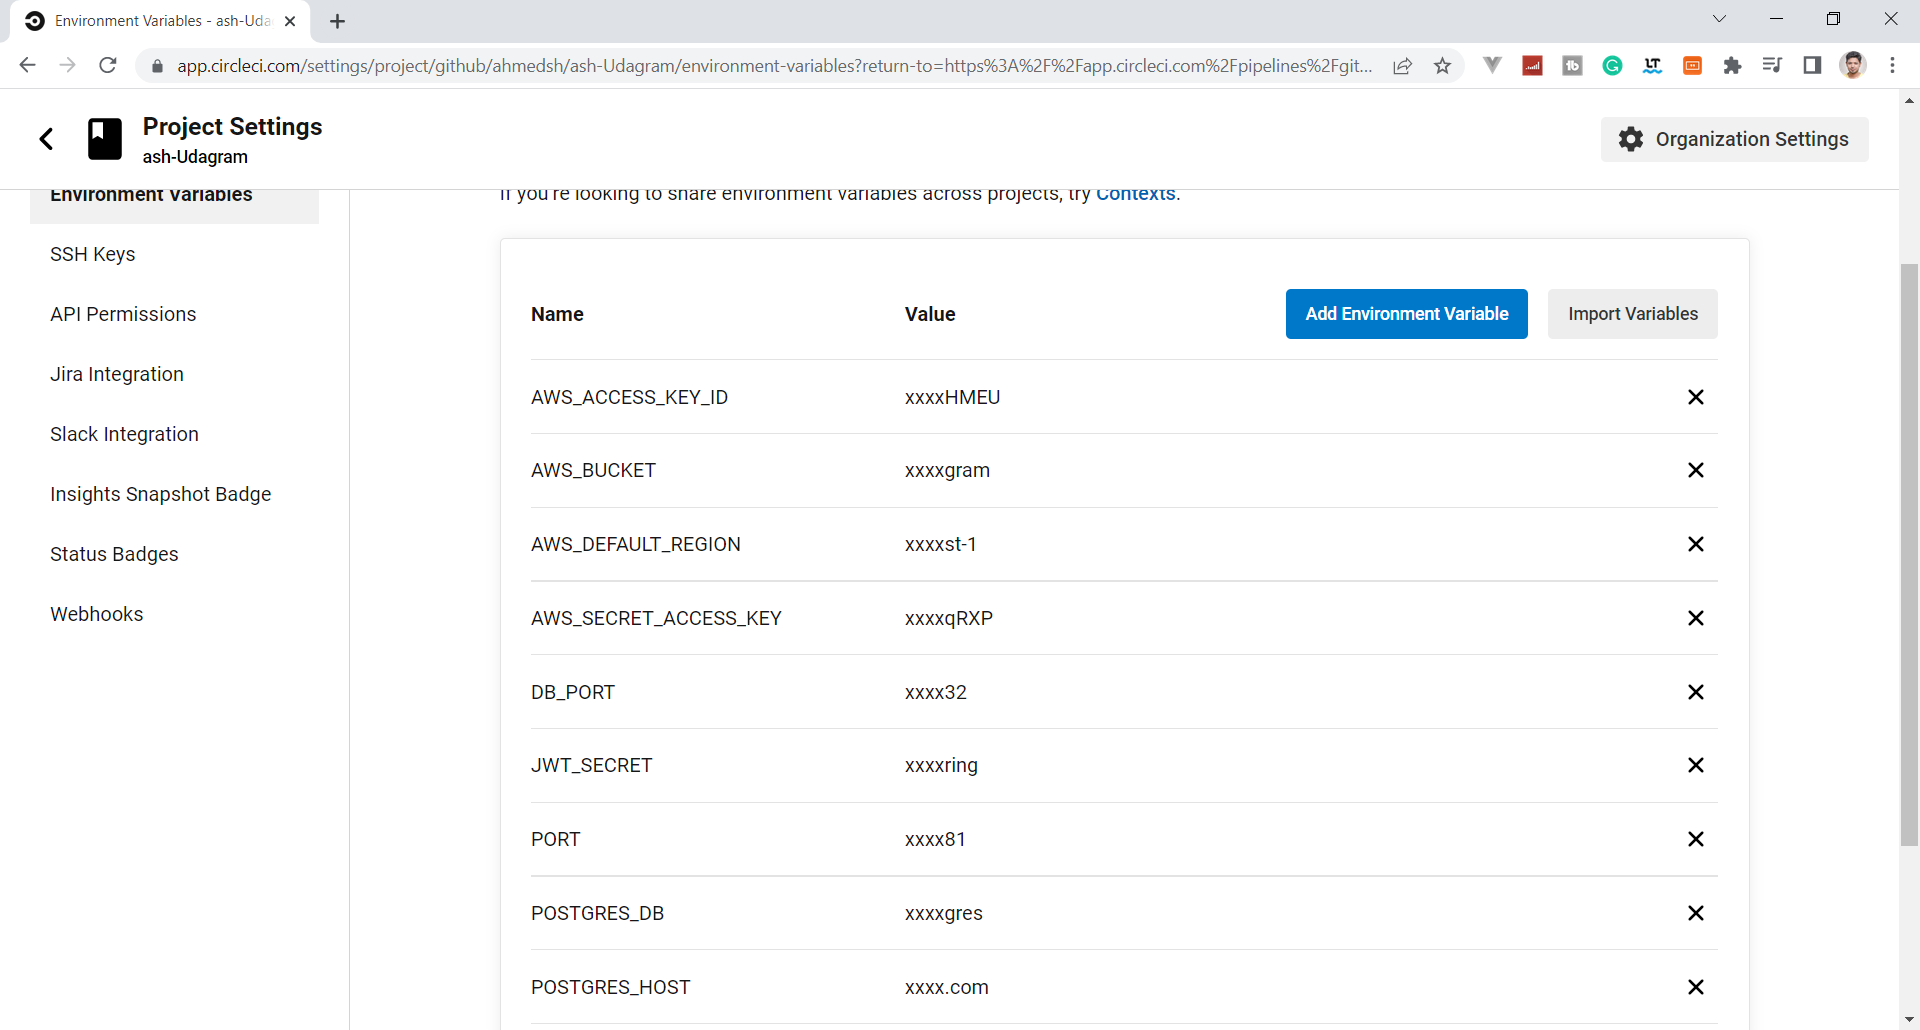 Environment Variables - ash-Uda
app.circleci.com/settings/project/github/ahmedsh/ash-Udagram/environment-variables?return-to=https%3A%2F%2Fapp.circleci.com%2Fpipelines%2Fgit...
Project Settings
ash-Udagram
Organization Settings
Environment Variables
If you're looking to share environment variables across projects, try Contexts.
SSH Keys
API Permissions
Jira Integration
Slack Integration
Insights Snapshot Badge
Status Badges
Webhooks
Name Value Add Environment Variable Import Variables
AWS_ACCESS_KEY_ID xxxxHMEU
AWS_BUCKET xxxxgram
AWS_DEFAULT_REGION xxxxst-1
AWS_SECRET_ACCESS_KEY xxxxqRXP
DB_PORT xxxx32
JWT_SECRET xxxxring
PORT xxxx81
POSTGRES_DB xxxxgres
POSTGRES_HOST xxxx.com